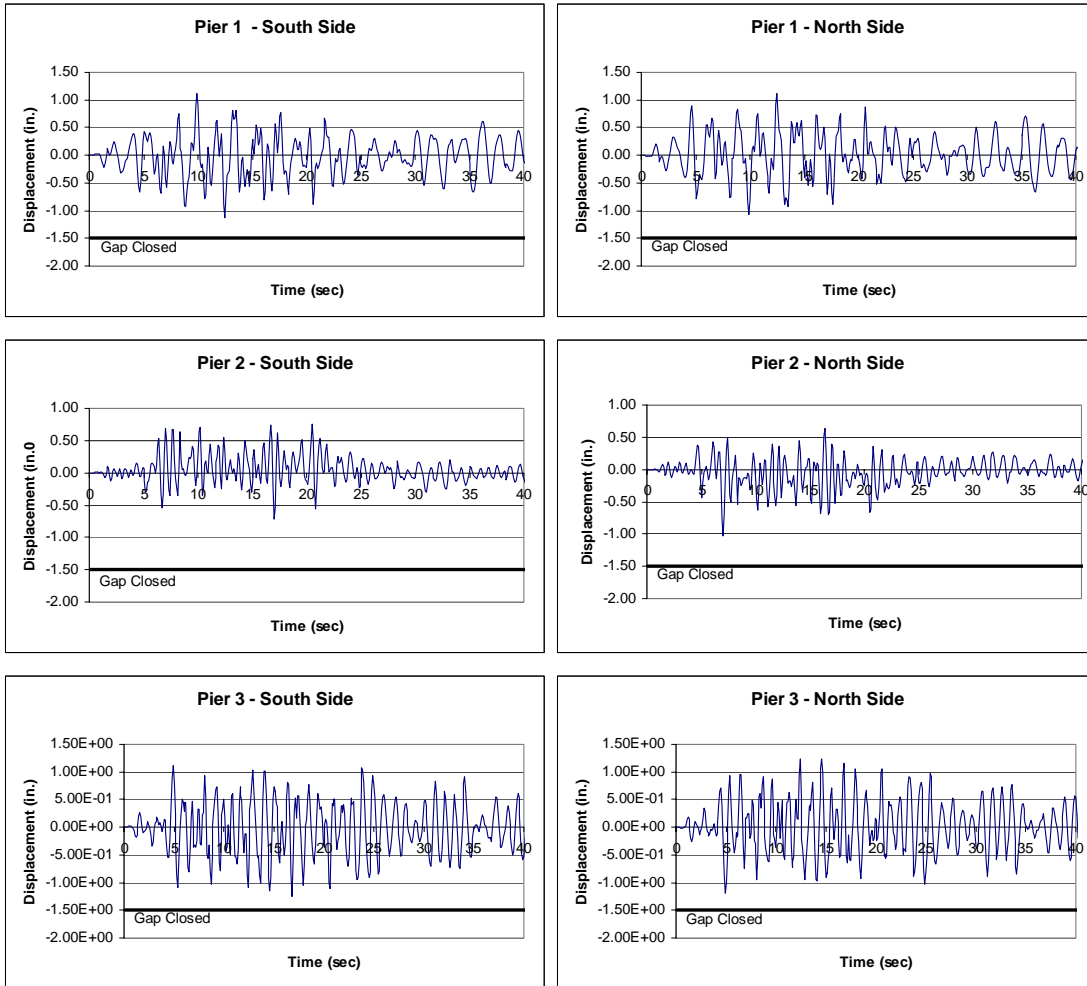 Pier 1 - South Side
1.50
1.00
0.50
0.00
-0.50
-1.00
-1.50
-2.00
0 5 10 15 20 25 30 35 40
Displacement (in.)
Gap Closed
Time (sec)
Pier 1 - North Side
1.50
1.00
0.50
0.00
-0.50
-1.00
-1.50
-2.00
0 5 10 15 20 25 30 35 40
Displacement (in.)
Gap Closed
Time (sec)
Pier 2 - South Side
1.00
0.50
0.00
-0.50
-1.00
-1.50
-2.00
0 5 10 15 20 25 30 35 40
Displacement (in.0
Gap Closed
Time (sec)
Pier 2 - North Side
1.00
0.50
0.00
-0.50
-1.00
-1.50
-2.00
0 5 10 15 20 25 30 35 40
Displacement (in.)
Gap Closed
Time (sec)
Pier 3 - South Side
1.50E+00
1.00E+00
5.00E-01
0.00E+00
-5.00E-01
-1.00E+00
-1.50E+00
-2.00E+00
0 5 10 15 20 25 30 35 40
Displacement (in.)
Gap Closed
Time (sec)
Pier 3 - North Side
1.50E+00
1.00E+00
5.00E-01
0.00E+00
-5.00E-01
-1.00E+00
-1.50E+00
-2.00E+00
0 5 10 15 20 25 30 35 40
Displacement (in.)
Gap Closed
Time (sec)